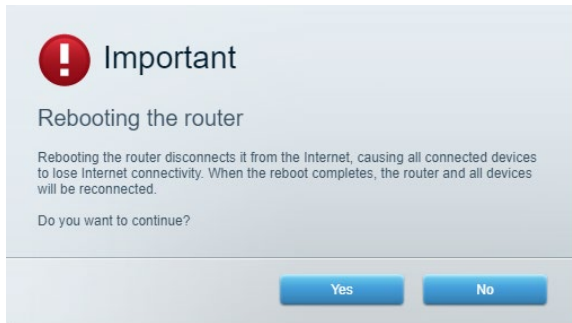 Important
Rebooting the router
Rebooting the router disconnects it from the Internet, causing all connected devices
to lose Internet connectivity. When the reboot completes, the router and all devices
will be reconnected.
Do you want to continue?
Yes
No